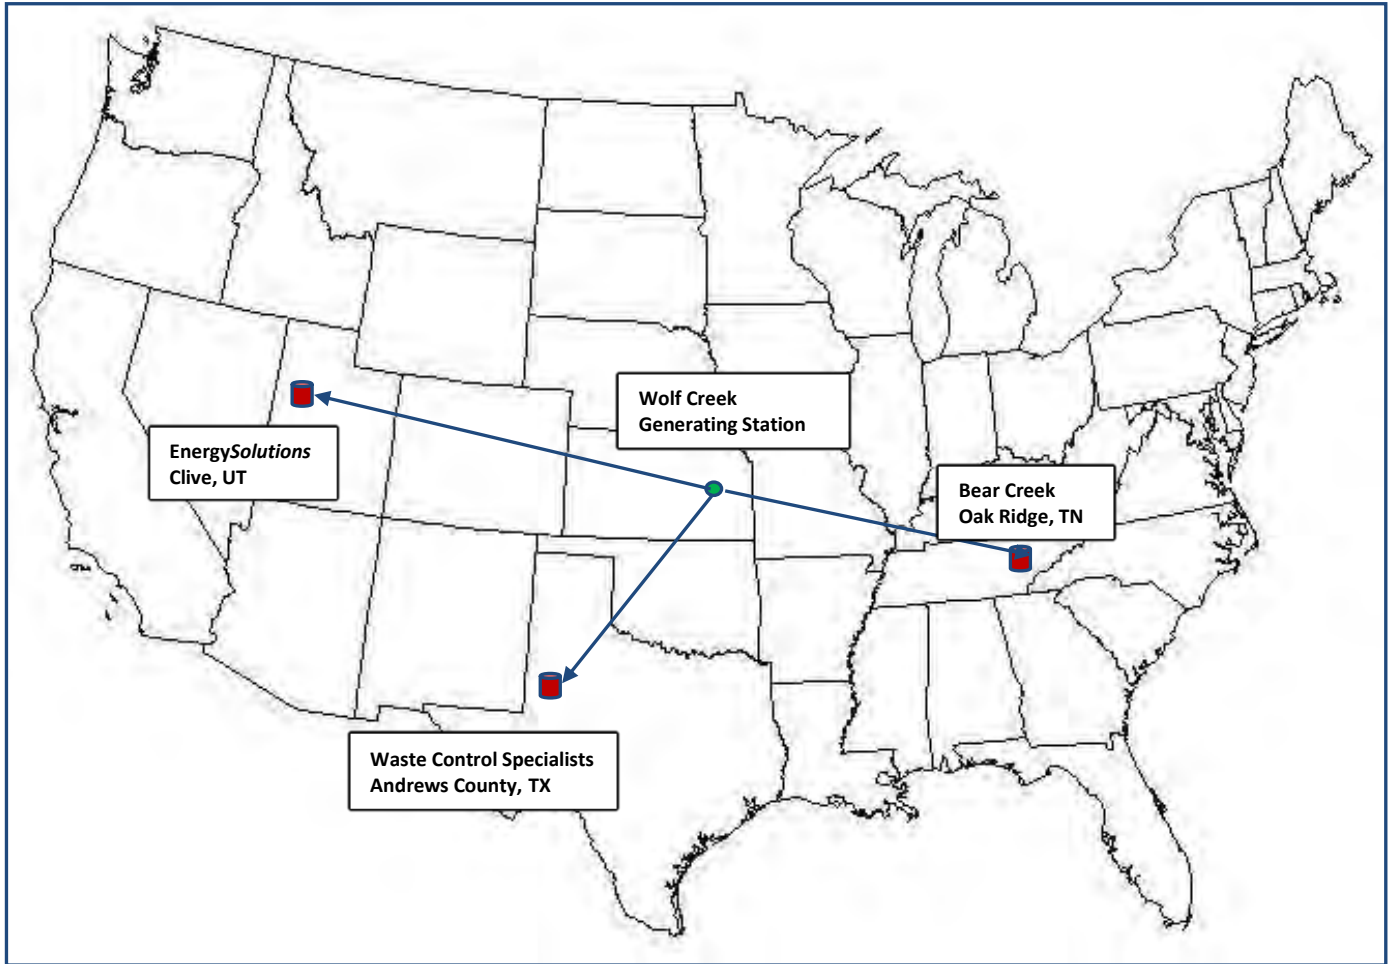 Wolf Creek
Generating Station
EnergySolutions
Clive, UT
Bear Creek
Oak Ridge, TN
Waste Control Specialists
Andrews County, TX